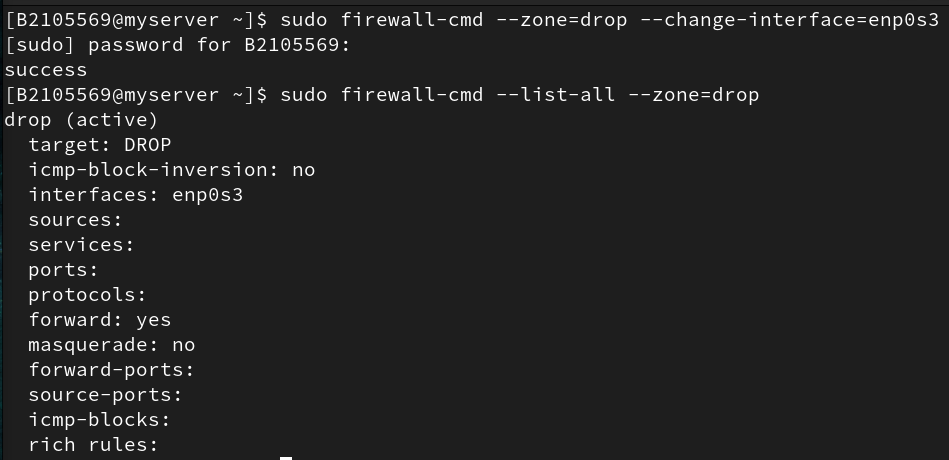 [B2105569@myserver ~]$ sudo firewall-cmd --zone=drop --change-interface=enp0s3
[sudo] password for B2105569:
success
[B2105569@myserver ~]$ sudo firewall-cmd --list-all --zone=drop
drop (active)
  target: DROP
  icmp-block-inversion: no
  interfaces: enp0s3
  sources:
  services:
  ports:
  protocols:
  forward: yes
  masquerade: no
  forward-ports:
  source-ports:
  icmp-blocks:
  rich rules: